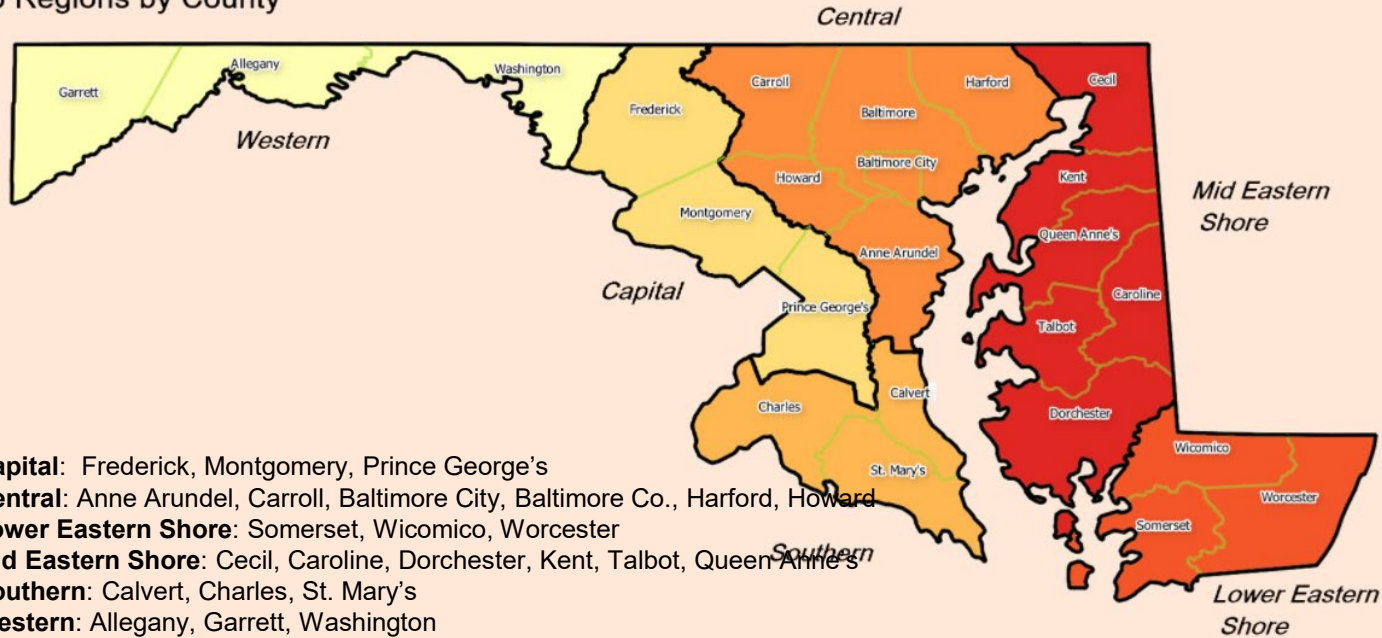 Regions by County
Central
Garrett
Allegany
Washington
Western
Frederick
Carroll
Baltimore
Harford
Cecil
Baltimore City
Howard
Kent
Mid Eastern
Shore
Montgomery
Queen Anne's
Anne Arundel
Capital
Caroline
Prince George's
Talbot
Calvert
Charles
Dorchester
St. Mary's
Wicomico
Worcester
Somerset
Southern
Lower Eastern
Shore
apital: Frederick, Montgomery, Prince George's
entral: Anne Arundel, Carroll, Baltimore City, Baltimore Co., Harford, Howard
ower Eastern Shore: Somerset, Wicomico, Worcester
id Eastern Shore: Cecil, Caroline, Dorchester, Kent, Talbot, Queen Anne's
outhern: Calvert, Charles, St. Mary's
estern: Allegany, Garrett, Washington